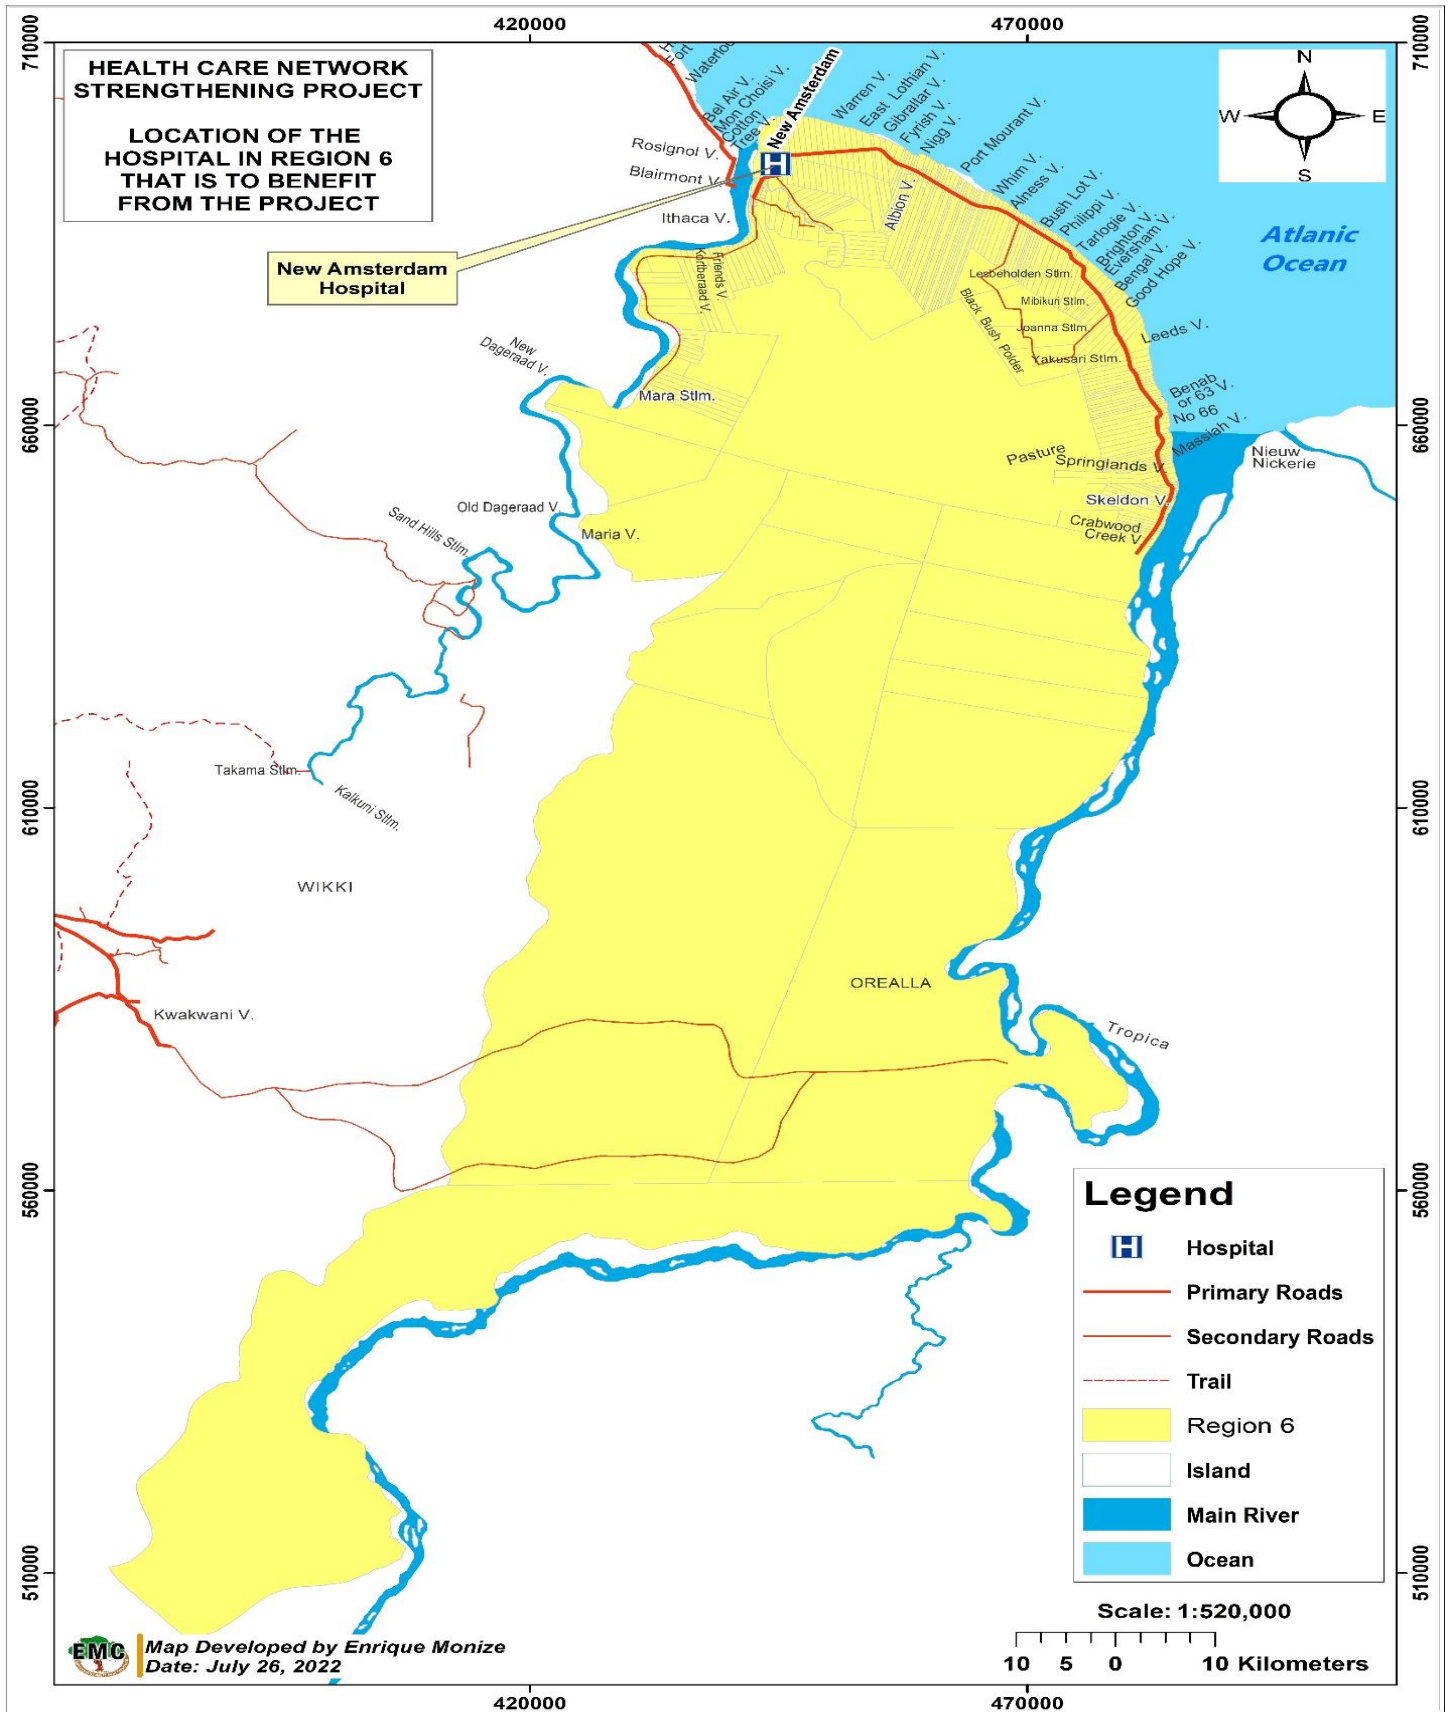 420000
470000
710000
710000
HEALTH CARE NETWORK
STRENGTHENING PROJECT
LOCATION OF THE
HOSPITAL IN REGION 6
THAT IS TO BENEFIT
FROM THE PROJECT
N
W
E
S
Fort
Bel Air V.
Mon Choisi V.
Cotton
Tree V.
New Amsterdam
Warren V.
East Lothian V.
Gibraltar V.
Fyrish V.
Nigg V.
Port Mourant V.
Whim V.
Alness V.
Bush Lot V.
Philippi V.
Tarlogie V.
Brighton V.
Eversham V.
Bengal V.
Good Hope V.
Rosignol V.
Blairmont V.
Ithaca V.
H
Albion V.
Atlanic
Ocean
New Amsterdam
Hospital
Kortberaad V.
Friends V.
Lesbeholden Stlm.
Mibikuri Stlm.
Joanna Stlm.
Yakusari Stlm.
Black Bush Polder
Leeds V.
New
Dageraad V.
Mara Stlm.
Benab
or 63 V.
No 66
Massiah V.
660000
660000
Pasture
Springlands V.
Nieuw
Nickerie
Skeldon V.
Crabwood
Creek V
Old Dageraad V.
Sand Hills Stlm.
Maria V.
Takama Stlm.
Kalkuni Stlm.
610000
610000
WIKKI
OREALLA
Kwakwani V.
Tropica
560000
560000
Legend
H Hospital
Primary Roads
Secondary Roads
Trail
Region 6
Island
Main River
Ocean
510000
510000
Scale: 1:520,000
10 5 0 10 Kilometers
EMC
Map Developed by Enrique Monize
Date: July 26, 2022
420000
470000